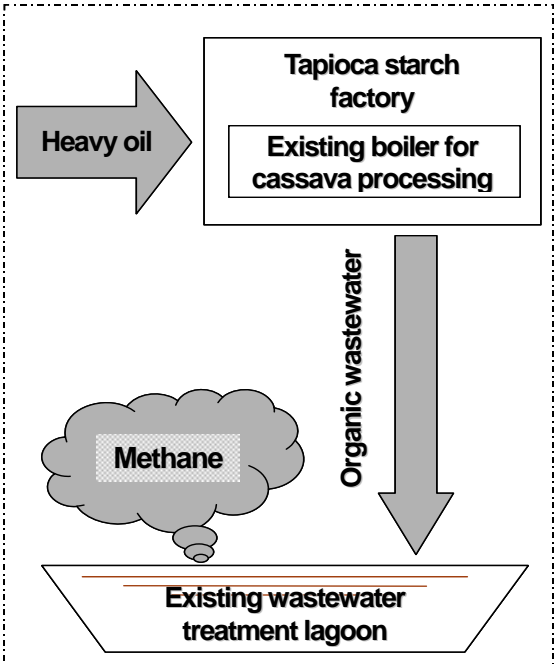 Tapioca starch
factory
Heavy oil
Existing boiler for
cassava processing
Organic wastewater
Methane
Existing wastewater
treatment lagoon